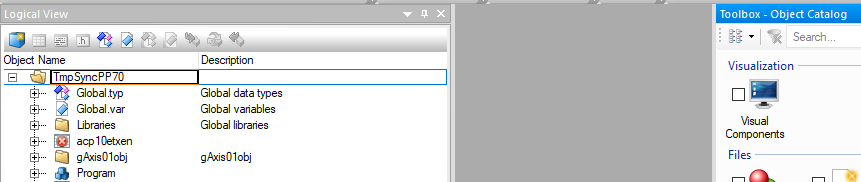 Logical View
Object Name Description
TmpSyncPP70
Global.typ Global data types
Global.var Global variables
Libraries Global libraries
acp10etxen
gAxis01obj gAxis01obj
Program
Toolbox - Object Catalog
Search...
Visualization
Visual
Components
Files